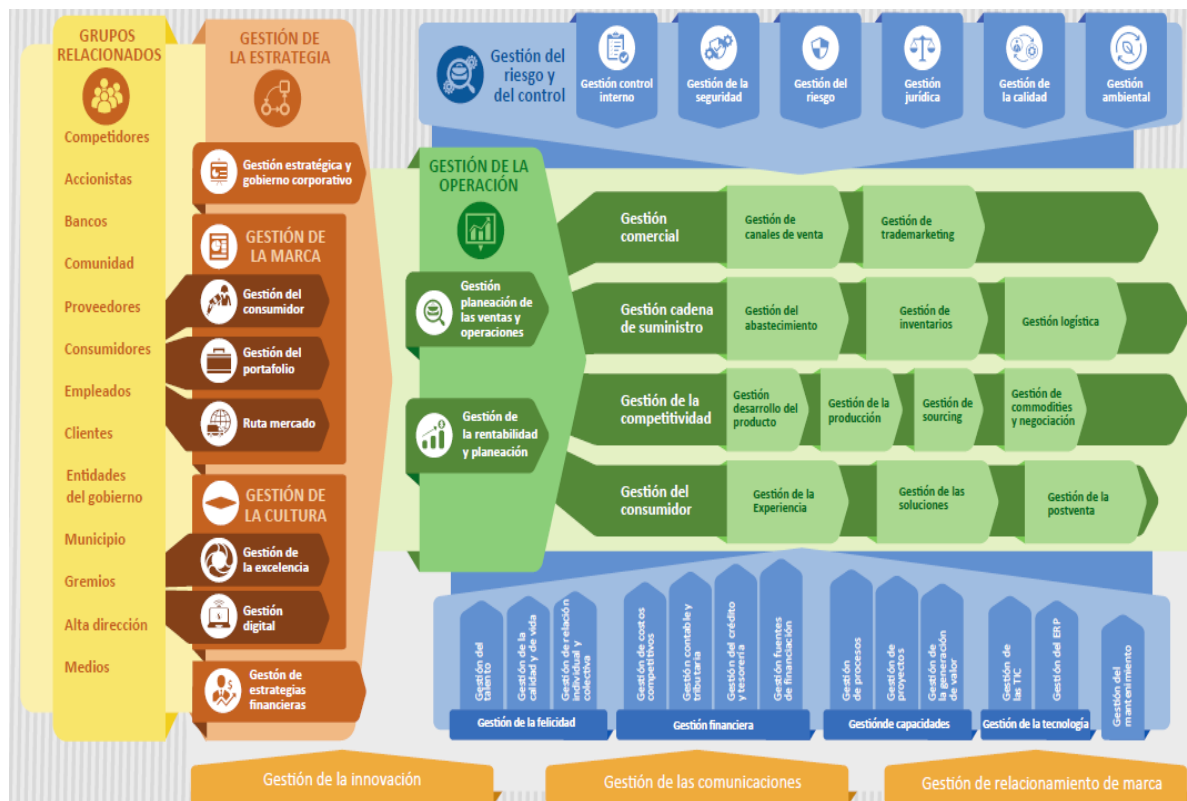 GRUPOS
RELACIONADOS
Competidores
Accionistas
Bancos
Comunidad
Proveedores
Consumidores
Empleados
Clientes
Entidades
del gobierno
Municipio
Gremios
Alta dirección
Medios
GESTIÓN DE
LA ESTRATEGIA
Gestión estratégica y
gobierno corporativo
GESTIÓN DE
LA MARCA
Gestión del
consumidor
Gestión del
portafolio
Ruta mercado
GESTIÓN DE
LA CULTURA
Gestión de
la excelencia
Gestión
digital
Gestón de
estrategias
financieras
Gestión del
riesgo y
del control
Gestión control
interno
Gestión de la
seguridad
Gestión del
riesgo
Gestión
jurídica
Gestión de
la calidad
Gestión
ambiental
GESTIÓN DE LA
OPERACIÓN
Gestión
planeación de
las ventas y
operaciones
Gestión de
la rentabilidad
y planeación
Gestión
comercial
Gestión de
canales de venta
Gestión de
trademarketing
Gestión cadena
de suministro
Gestión del
abastecimiento
Gestión de
inventarios
Gestión logística
Gestión de la
competitividad
Gestión
desarrollo del
producto
Gestión de la
producción
Gestión de
sourcing
Gestión de
commodities
y negociación
Gestión del
consumidor
Gestión de la
Experiencia
Gestión de las
soluciones
Gestión de la
postventa
Gestión del
talento
Gestión de la
calidad y de vida
Gestión de relación
individual y
colectiva
Gestión de la felicidad
Gestión de costos
competitivos
Gestión contable y
tributaria
Gestión del crédito
y tesorería
Gestión fuentes
de financiación
Gestión financiera
Gestión
de procesos
Gestión de
proyectos
Gestión de
la generación
de valor
Gestiónde capacidades
Gestión de
las TIC
Gestión del ERP
Gestión de la tecnología
Gestión del
mantenimiento
Gestión de la innovación
Gestión de las comunicaciones
Gestión de relacionamiento de marca